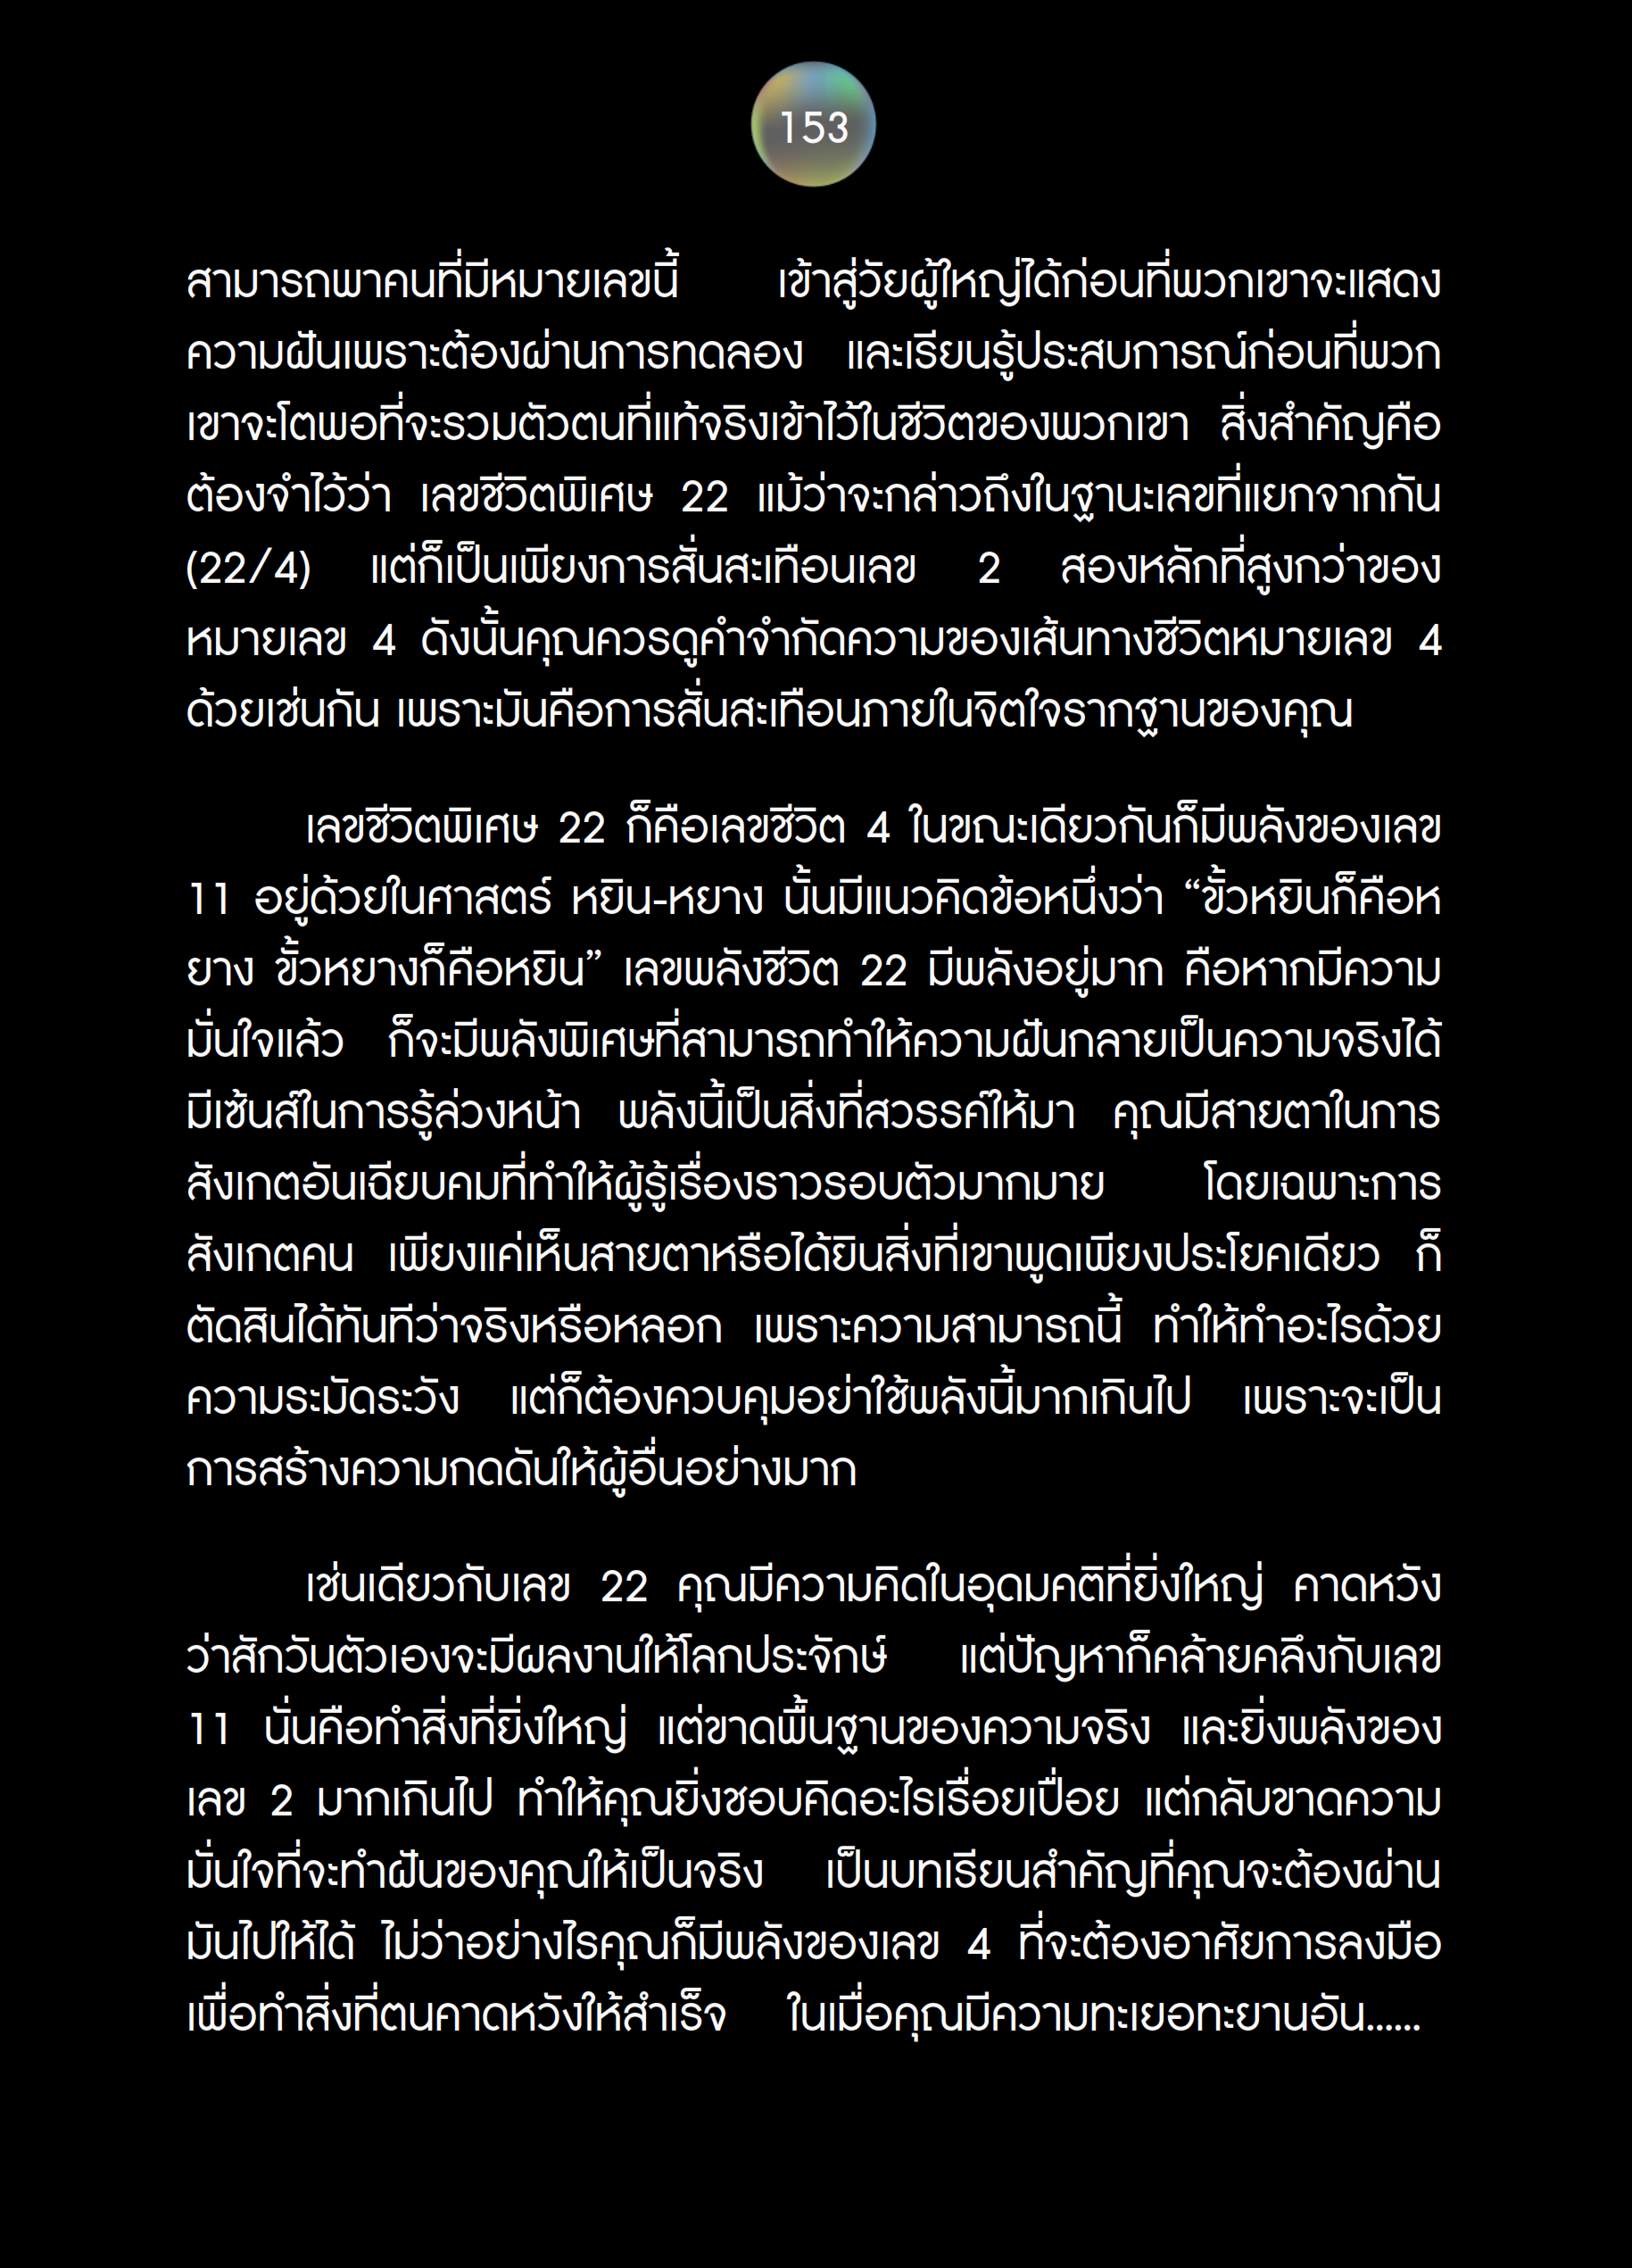 153
สามารถพาคนที่มีหมายเลขนี้ เข้าสู่วัยผู้ใหญ่ได้ก่อนที่พวกเขาจะแสดง
ความฝันเพราะต้องผ่านการทดลอง และเรียนรู้ประสบการณ์ก่อนที่พวก
เขาจะโตพอที่จะรวมตัวตนที่แท้จริงเข้าไว้ในชีวิตของพวกเขา สิ่งสำคัญคือ
ต้องจำไว้ว่า เลขชีวิตพิเศษ 22 แม้ว่าจะกล่าวถึงในฐานะเลขที่แยกจากกัน
(22/4) แต่ก็เป็นเพียงการสั่นสะเทือนเลข 2 สองหลักที่สูงกว่าของ
หมายเลข 4 ดังนั้นคุณควรดูคำจำกัดความของเส้นทางชีวิตหมายเลข 4
ด้วยเช่นกัน เพราะมันคือการสั่นสะเทือนภายในจิตใจรากฐานของคุณ
เลขชีวิตพิเศษ 22 ก็คือเลขชีวิต 4 ในขณะเดียวกันก็มีพลังของเลข
11 อยู่ด้วยในศาสตร์ หยิน-หยาง นั้นมีแนวคิดข้อหนึ่งว่า “ขั้วหยินก็คือห
ยาง ขั้วหยางก็คือหยิน” เลขพลังชีวิต 22 มีพลังอยู่มาก คือหากมีความ
มั่นใจแล้ว ก็จะมีพลังพิเศษที่สามารถทำให้ความฝันกลายเป็นความจริงได้
มีเซ้นส์ในการรู้ล่วงหน้า พลังนี้เป็นสิ่งที่สวรรค์ให้มา คุณมีสายตาในการ
สังเกตอันเฉียบคมที่ทำให้ผู้รู้เรื่องราวรอบตัวมากมาย โดยเฉพาะการ
สังเกตคน เพียงแค่เห็นสายตาหรือได้ยินสิ่งที่เขาพูดเพียงประโยคเดียว ก็
ตัดสินได้ทันทีว่าจริงหรือหลอก เพราะความสามารถนี้ ทำให้ทำอะไรด้วย
ความระมัดระวัง แต่ก็ต้องควบคุมอย่าใช้พลังนี้มากเกินไป เพราะจะเป็น
การสร้างความกดดันให้ผู้อื่นอย่างมาก
เช่นเดียวกับเลข 22 คุณมีความคิดในอุดมคติที่ยิ่งใหญ่ คาดหวัง
ว่าสักวันตัวเองจะมีผลงานให้โลกประจักษ์ แต่ปัญหาก็คล้ายคลึงกับเลข
11 นั่นคือทำสิ่งที่ยิ่งใหญ่ แต่ขาดพื้นฐานของความจริง และยิ่งพลังของ
เลข 2 มากเกินไป ทำให้คุณยิ่งชอบคิดอะไรเรื่อยเปื่อย แต่กลับขาดความ
มั่นใจที่จะทำฝันของคุณให้เป็นจริง เป็นบทเรียนสำคัญที่คุณจะต้องผ่าน
มันไปให้ได้ ไม่ว่าอย่างไรคุณก็มีพลังของเลข 4 ที่จะต้องอาศัยการลงมือ
เพื่อทำสิ่งที่ตนคาดหวังให้สำเร็จ ในเมื่อคุณมีความทะเยอทะยานอัน......